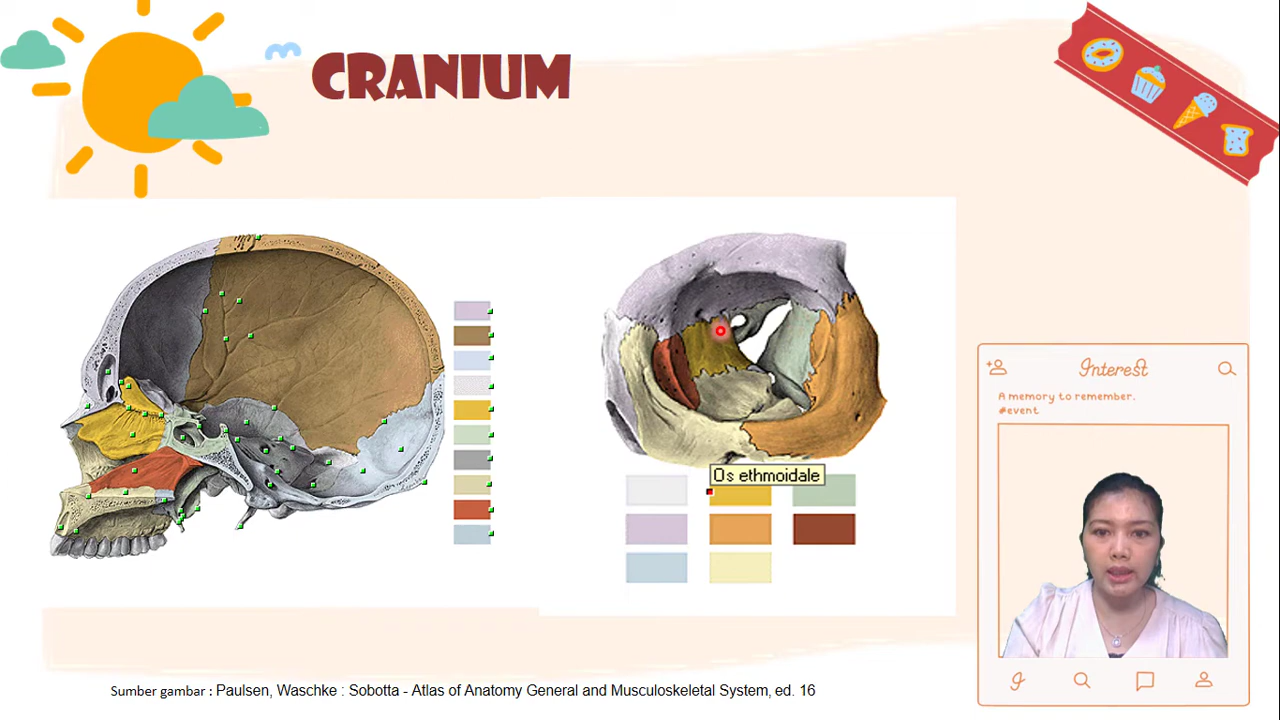 CRANIUM
Os ethmoidale
Interest
A memory to remember.
#event
Sumber gambar : Paulsen, Waschke : Sobotta - Atlas of Anatomy General and Musculoskeletal System, ed. 16